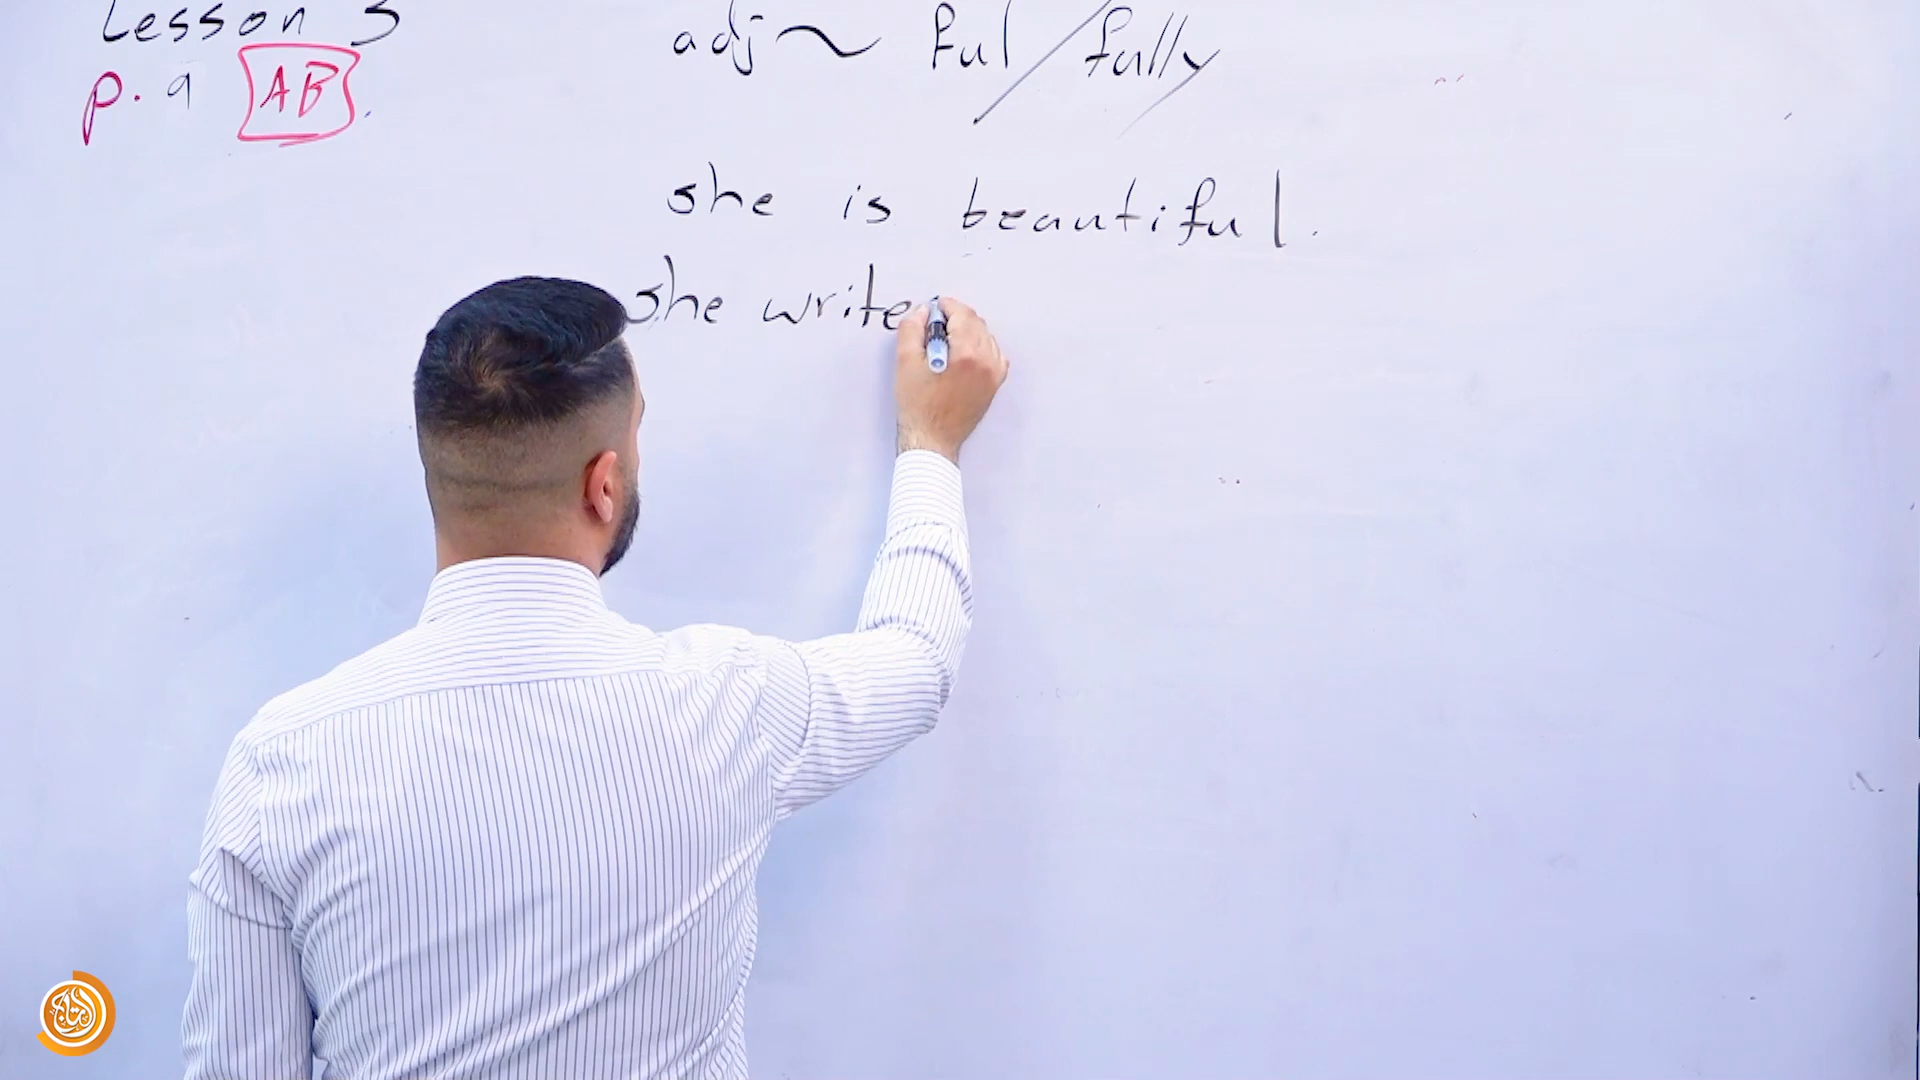 Lesson 3
p. 9 AB
adj ~ ful / fully
she is beautiful.
she write